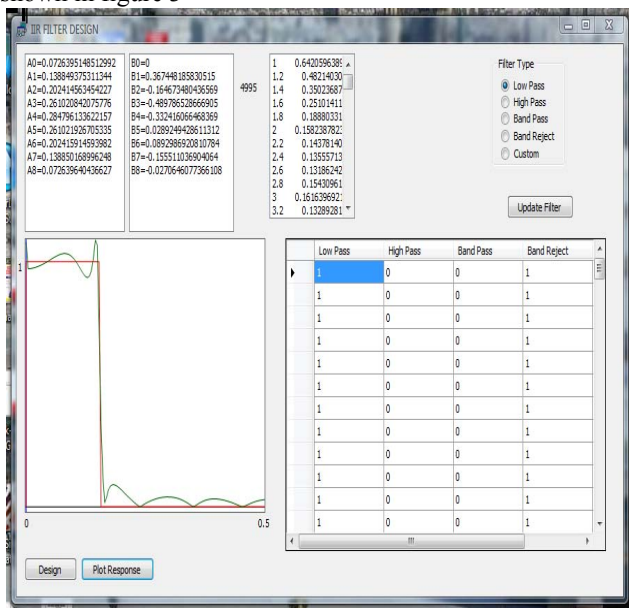 IIR FILTER DESIGN
A0=0.0726395148512992
A1=0.138849375311344
A2=0.202414563454227
A3=0.261020842075776
A4=0.284796133622157
A5=0.261021926705335
A6=0.202415914593982
A7=0.138850168996248
A8=0.072639640436627
B0=0
B1=0.367448185830515
B2=-0.164673480436569
B3=-0.489786528666905
B4=-0.332416066468369
B5=0.0289249428611312
B6=0.0892986920810784
B7=-0.155511036904064
B8=-0.0270646077366108
4995
1 0.642059638
1.2 0.48214030
1.4 0.35023687
1.6 0.25101411
1.8 0.18880331
2 0.158238782
2.2 0.14378140
2.4 0.13555713
2.6 0.13186242
2.8 0.15430961
3 0.161639692
3.2 0.13289281
Filter Type
Low Pass
High Pass
Band Pass
Band Reject
Custom
Update Filter
1
0 0.5
Low Pass High Pass Band Pass Band Reject
1 0 0 1
1 0 0 1
1 0 0 1
1 0 0 1
1 0 0 1
1 0 0 1
1 0 0 1
1 0 0 1
1 0 0 1
1 0 0 1
1 0 0 1
1 0 0 1
Design Plot Response